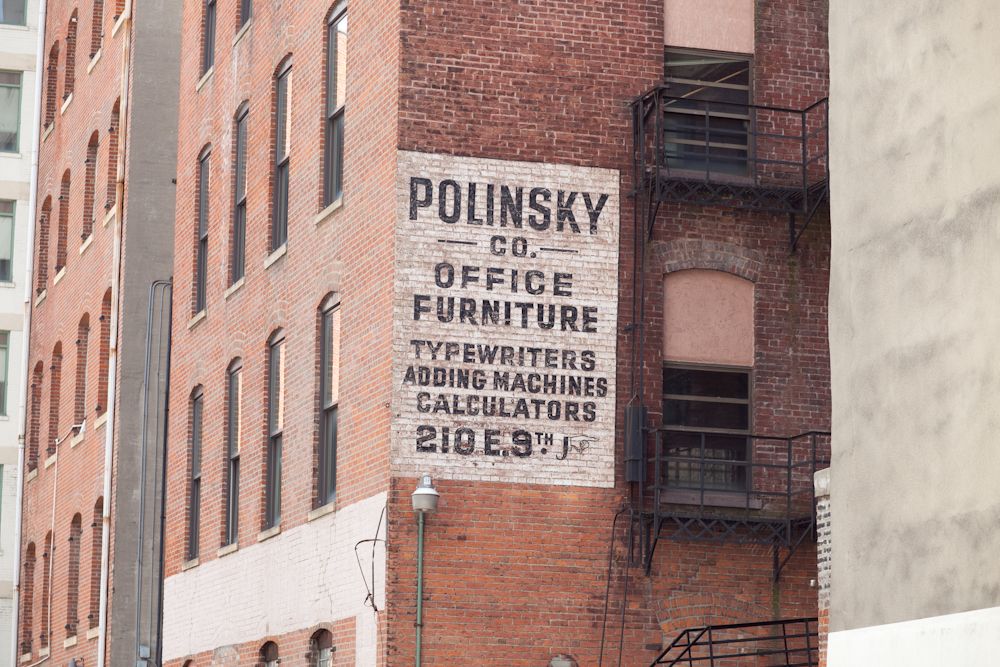 POLINSKY
CO.
OFFICE
FURNITURE
TYPEWRITERS
ADDING MACHINES
CALCULATORS
210 E. 9TH